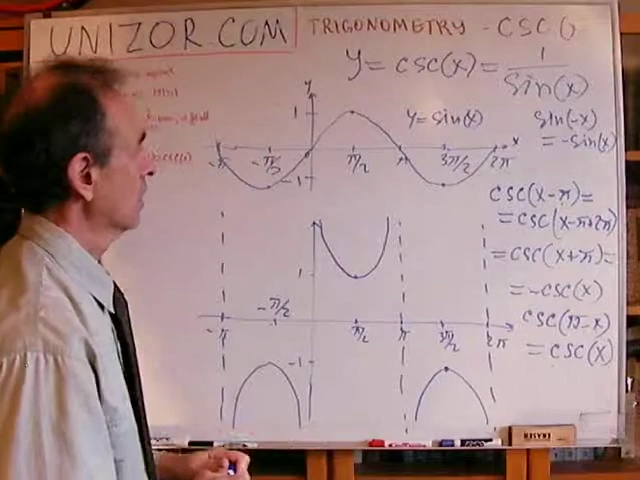 UNIZOR.COM
TRIGONOMETRY - CSC()
y = csc(x) = 1/sin(x)
y
1
y = sin(x)
sin(-x)
= -sin(x)
x
-π
-π/2
π/2
π
3π/2
2π
-1
csc(x-π) =
= csc(x-π+2π)
= csc(x+π) =
= -csc(x)
csc(π-x)
= csc(x)
1
-π
-π/2
π/2
π
3π/2
2π
-1
ERASER